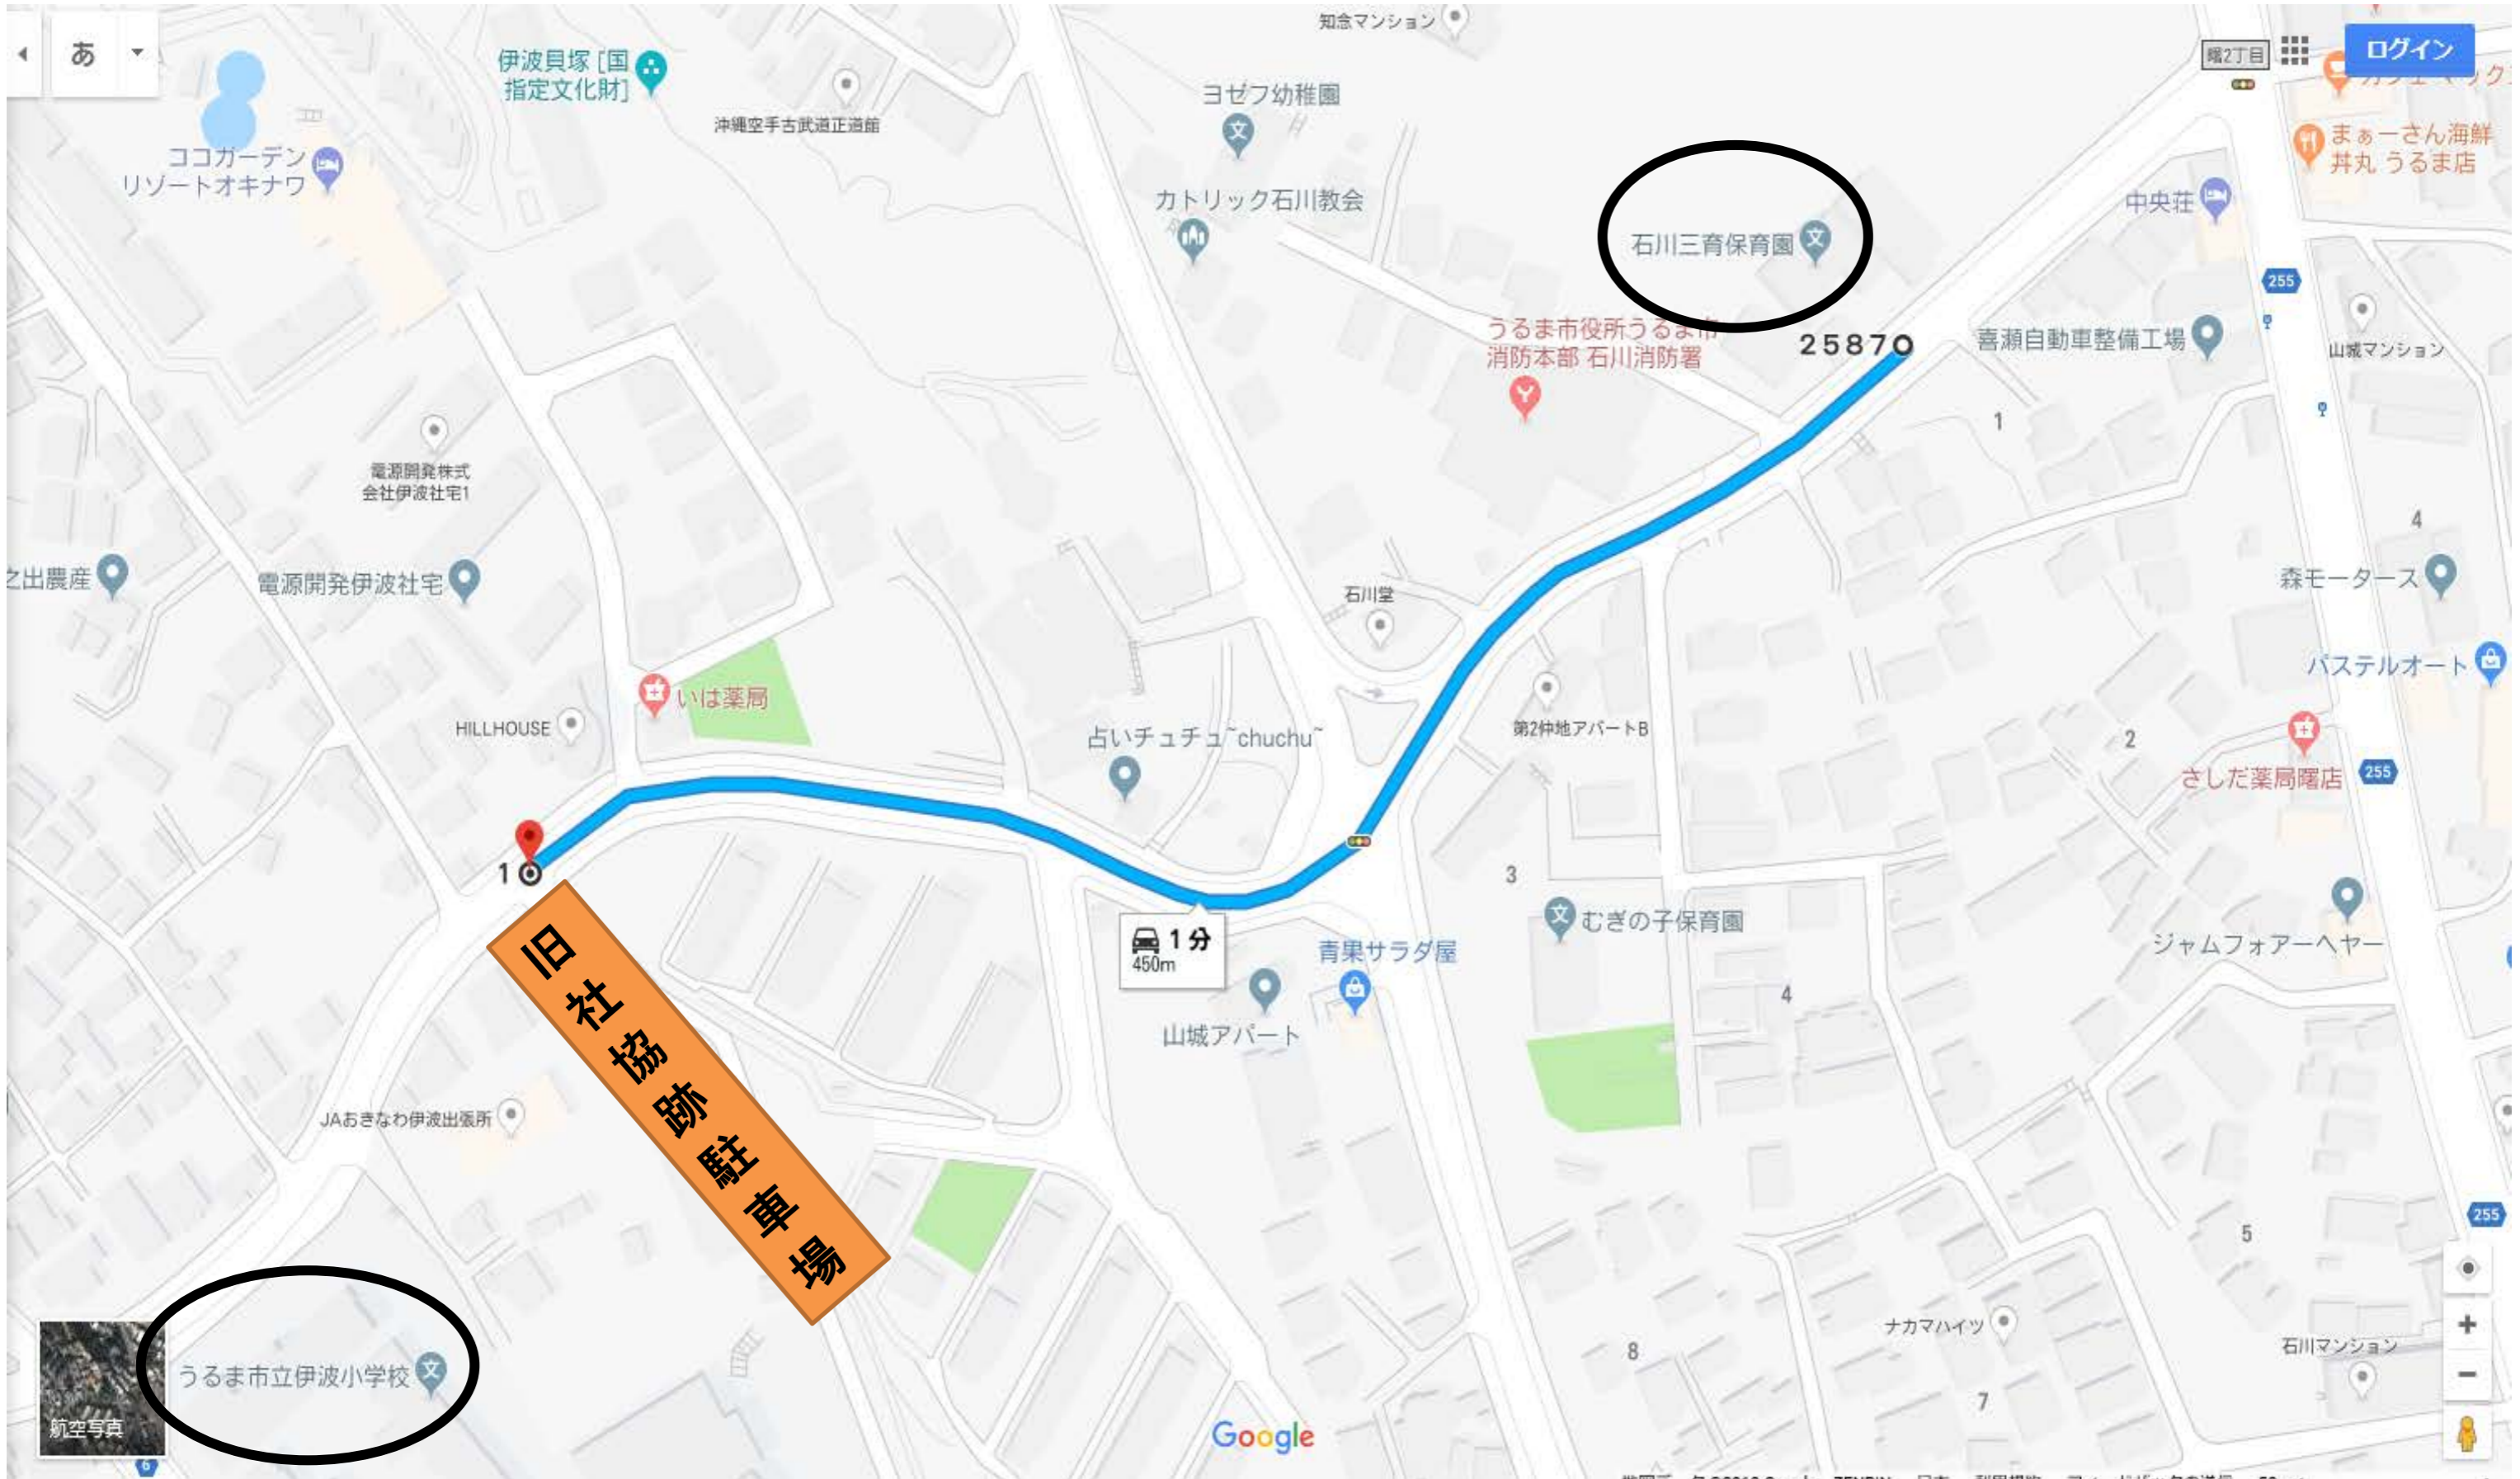 知念マンション
あ
伊波貝塚 [国
指定文化財]
曙2丁目
ログイン
沖縄空手古武道正道館
ヨゼフ幼稚園
まぁーさん海鮮
丼丸 うるま店
ココガーデン
リゾートオキナワ
カトリック石川教会
中央荘
石川三育保育園
255
うるま市役所うるま市
消防本部 石川消防署
25870
喜瀬自動車整備工場
山城マンション
1
電源開発株式
会社伊波社宅1
4
之出農産
電源開発伊波社宅
石川堂
森モータース
パステルオート
いは薬局
HILLHOUSE
占いチュチュ~chuchu~
第2仲地アパートB
2
さしだ薬局曙店
255
1
3
旧社協跡駐車場
1 分
450m
青果サラダ屋
むぎの子保育園
ジャムフォアーヘヤー
4
山城アパート
JAおきなわ伊波出張所
255
5
ナカマハイツ
石川マンション
8
うるま市立伊波小学校
7
航空写真
Google
6